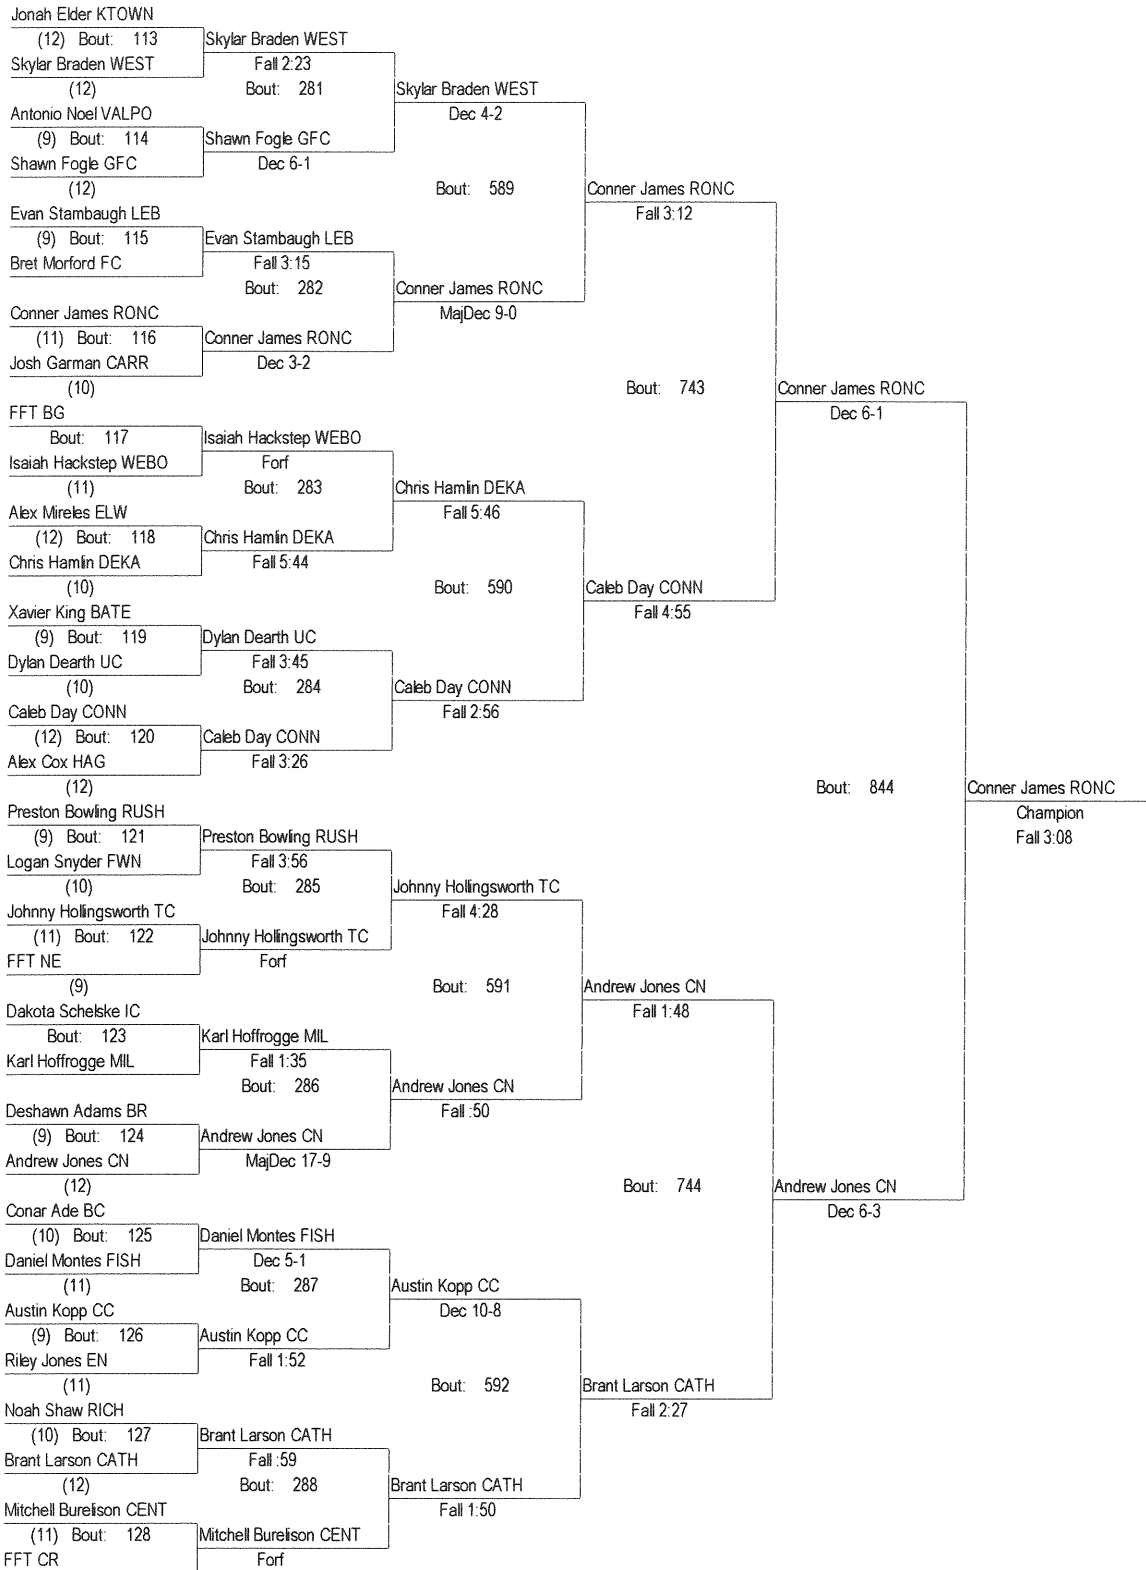 Jonah Elder KTOWN
(12) Bout: 113 Skylar Braden WEST
Skylar Braden WEST Fall 2:23
(12) Bout: 281 Skylar Braden WEST
Antonio Noel VALPO Dec 4-2
(9) Bout: 114 Shawn Fogle GFC
Shawn Fogle GFC Dec 6-1
(12) Bout: 589 Conner James RONC
Evan Stambaugh LEB Fall 3:12
(9) Bout: 115 Evan Stambaugh LEB
Bret Morford FC Fall 3:15
Bout: 282 Conner James RONC
Conner James RONC MajDec 9-0
(11) Bout: 116 Conner James RONC
Josh Garman CARR Dec 3-2
(10) Bout: 743 Conner James RONC
FFT BG Dec 6-1
Bout: 117 Isaiah Hackstep WEBO
Isaiah Hackstep WEBO Forf
(11) Bout: 283 Chris Hamlin DEKA
Alex Mireles ELW Fall 5:46
(12) Bout: 118 Chris Hamlin DEKA
Chris Hamlin DEKA Fall 5:44
(10) Bout: 590 Caleb Day CONN
Xavier King BATE Fall 4:55
(9) Bout: 119 Dylan Dearth UC
Dylan Dearth UC Fall 3:45
(10) Bout: 284 Caleb Day CONN
Caleb Day CONN Fall 2:56
(12) Bout: 120 Caleb Day CONN
Alex Cox HAG Fall 3:26
(12) Bout: 844 Conner James RONC
Preston Bowling RUSH Champion
(9) Bout: 121 Preston Bowling RUSH Fall 3:08
Logan Snyder FWN Fall 3:56
(10) Bout: 285 Johnny Hollingsworth TC
Johnny Hollingsworth TC Fall 4:28
(11) Bout: 122 Johnny Hollingsworth TC
FFT NE Forf
(9) Bout: 591 Andrew Jones CN
Dakota Schelske IC Fall 1:48
Bout: 123 Karl Hoffrogge MIL
Karl Hoffrogge MIL Fall 1:35
Bout: 286 Andrew Jones CN
Deshawn Adams BR Fall :50
(9) Bout: 124 Andrew Jones CN
Andrew Jones CN MajDec 17-9
(12) Bout: 744 Andrew Jones CN
Conar Ade BC Dec 6-3
(10) Bout: 125 Daniel Montes FISH
Daniel Montes FISH Dec 5-1
(11) Bout: 287 Austin Kopp CC
Austin Kopp CC Dec 10-8
(9) Bout: 126 Austin Kopp CC
Riley Jones EN Fall 1:52
(11) Bout: 592 Brant Larson CATH
Noah Shaw RICH Fall 2:27
(10) Bout: 127 Brant Larson CATH
Brant Larson CATH Fall :59
(12) Bout: 288 Brant Larson CATH
Mitchell Burelison CENT Fall 1:50
(11) Bout: 128 Mitchell Burelison CENT
FFT CR Forf